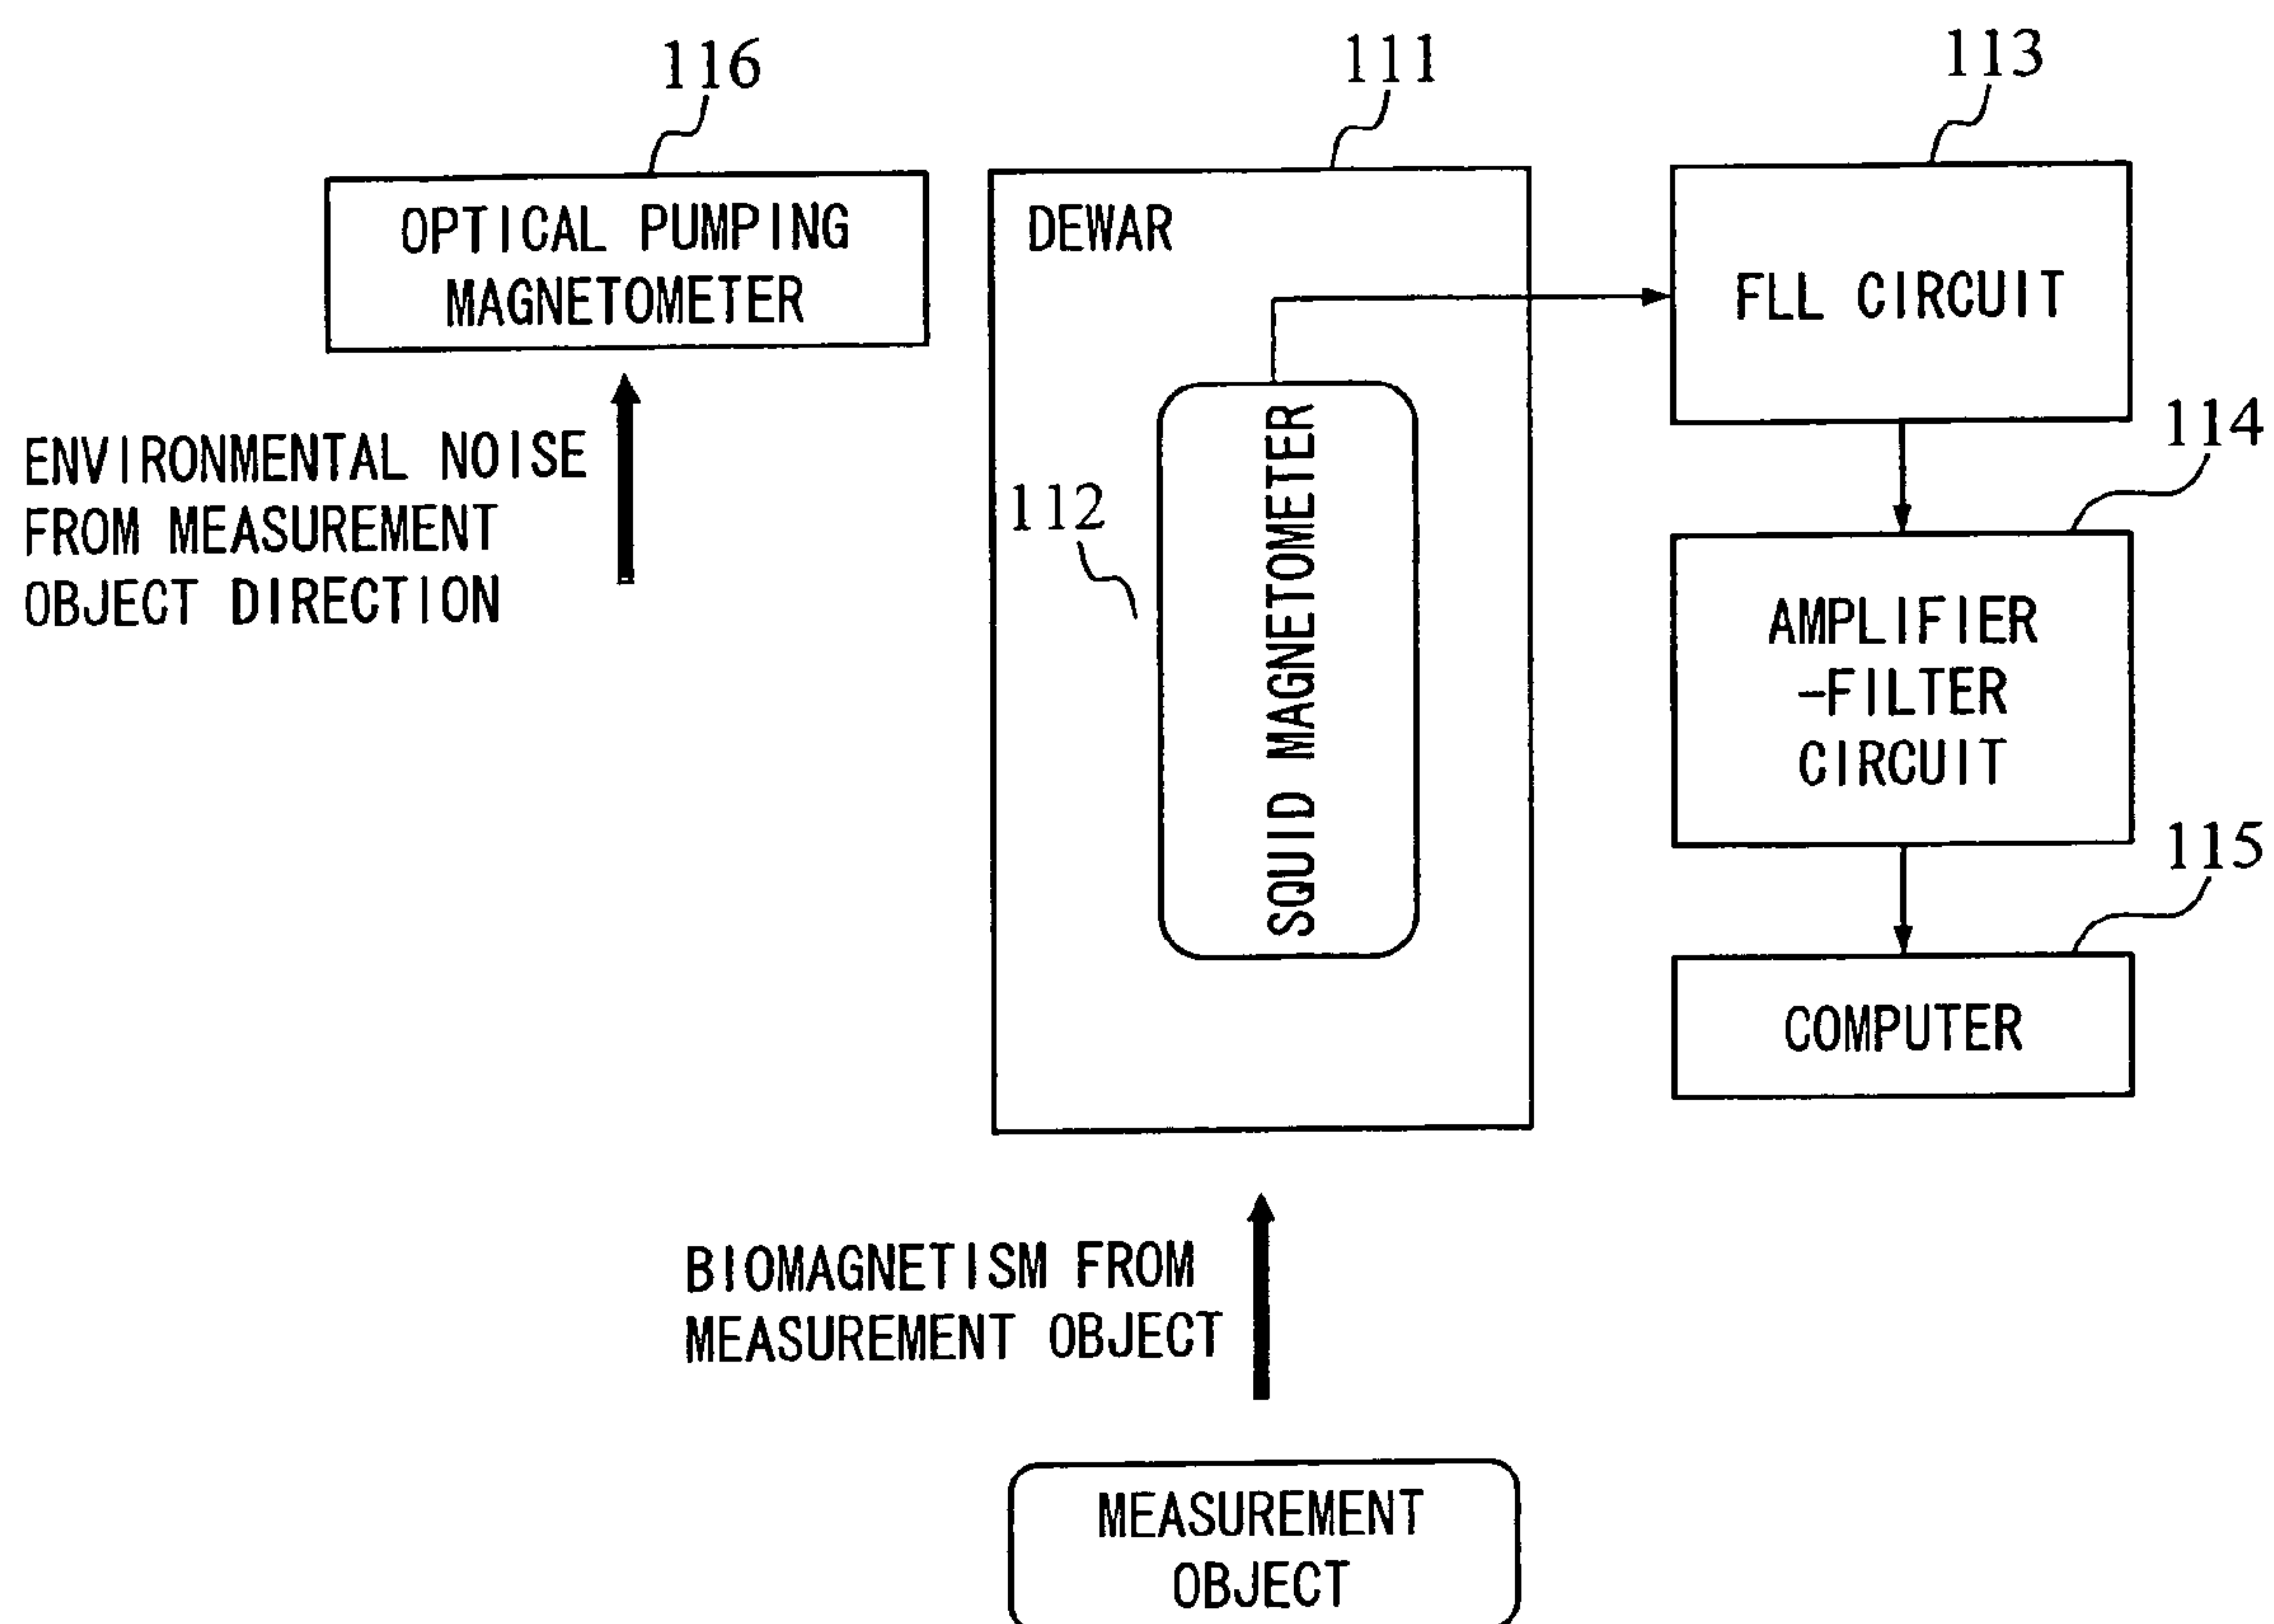 116
111
113
OPTICAL PUMPING
MAGNETOMETER
DEWAR
FLL CIRCUIT
ENVIRONMENTAL NOISE
FROM MEASUREMENT
OBJECT DIRECTION
112
SQUID MAGNETOMETER
114
AMPLIFIER
-FILTER
CIRCUIT
115
COMPUTER
BIOMAGNETISM FROM
MEASUREMENT OBJECT
MEASUREMENT
OBJECT